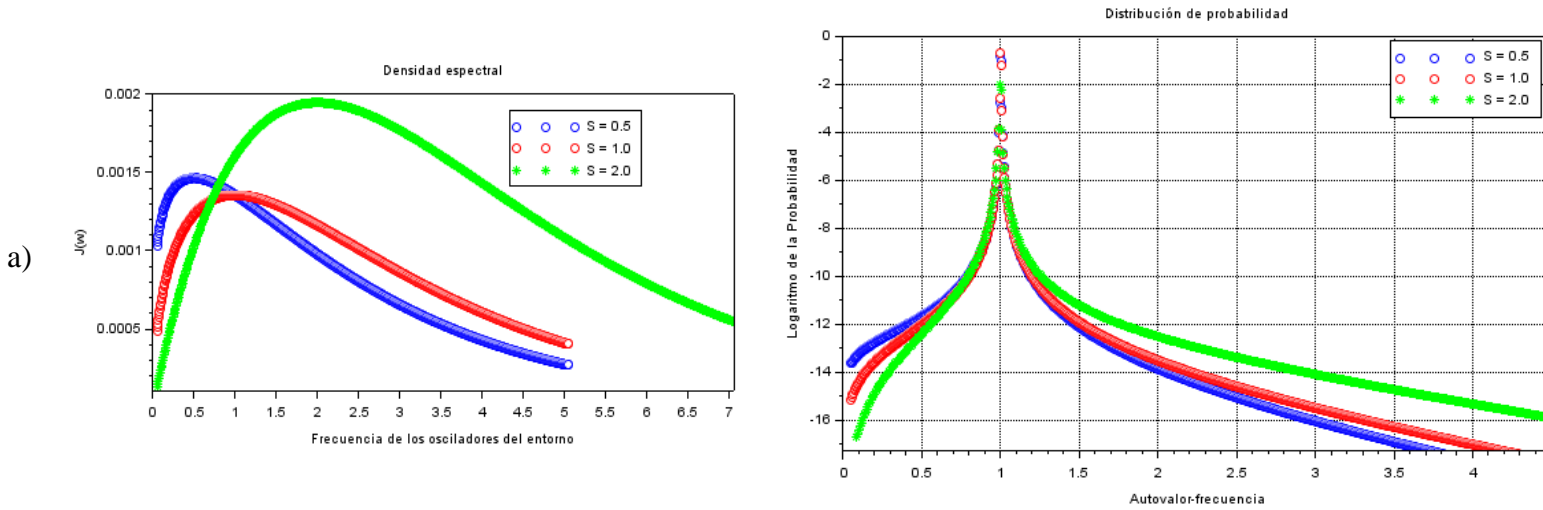 a)
Densidad espectral
J(w)
0.002
0.0015
0.001
0.0005
S = 0.5
S = 1.0
S = 2.0
0 0.5 1 1.5 2 2.5 3 3.5 4 4.5 5 5.5 6 6.5 7
Frecuencia de los osciladores del entorno
Distribución de probabilidad
Logaritmo de la Probabilidad
0
-2
-4
-6
-8
-10
-12
-14
-16
S = 0.5
S = 1.0
S = 2.0
0 0.5 1 1.5 2 2.5 3 3.5 4
Autovalor-frecuencia